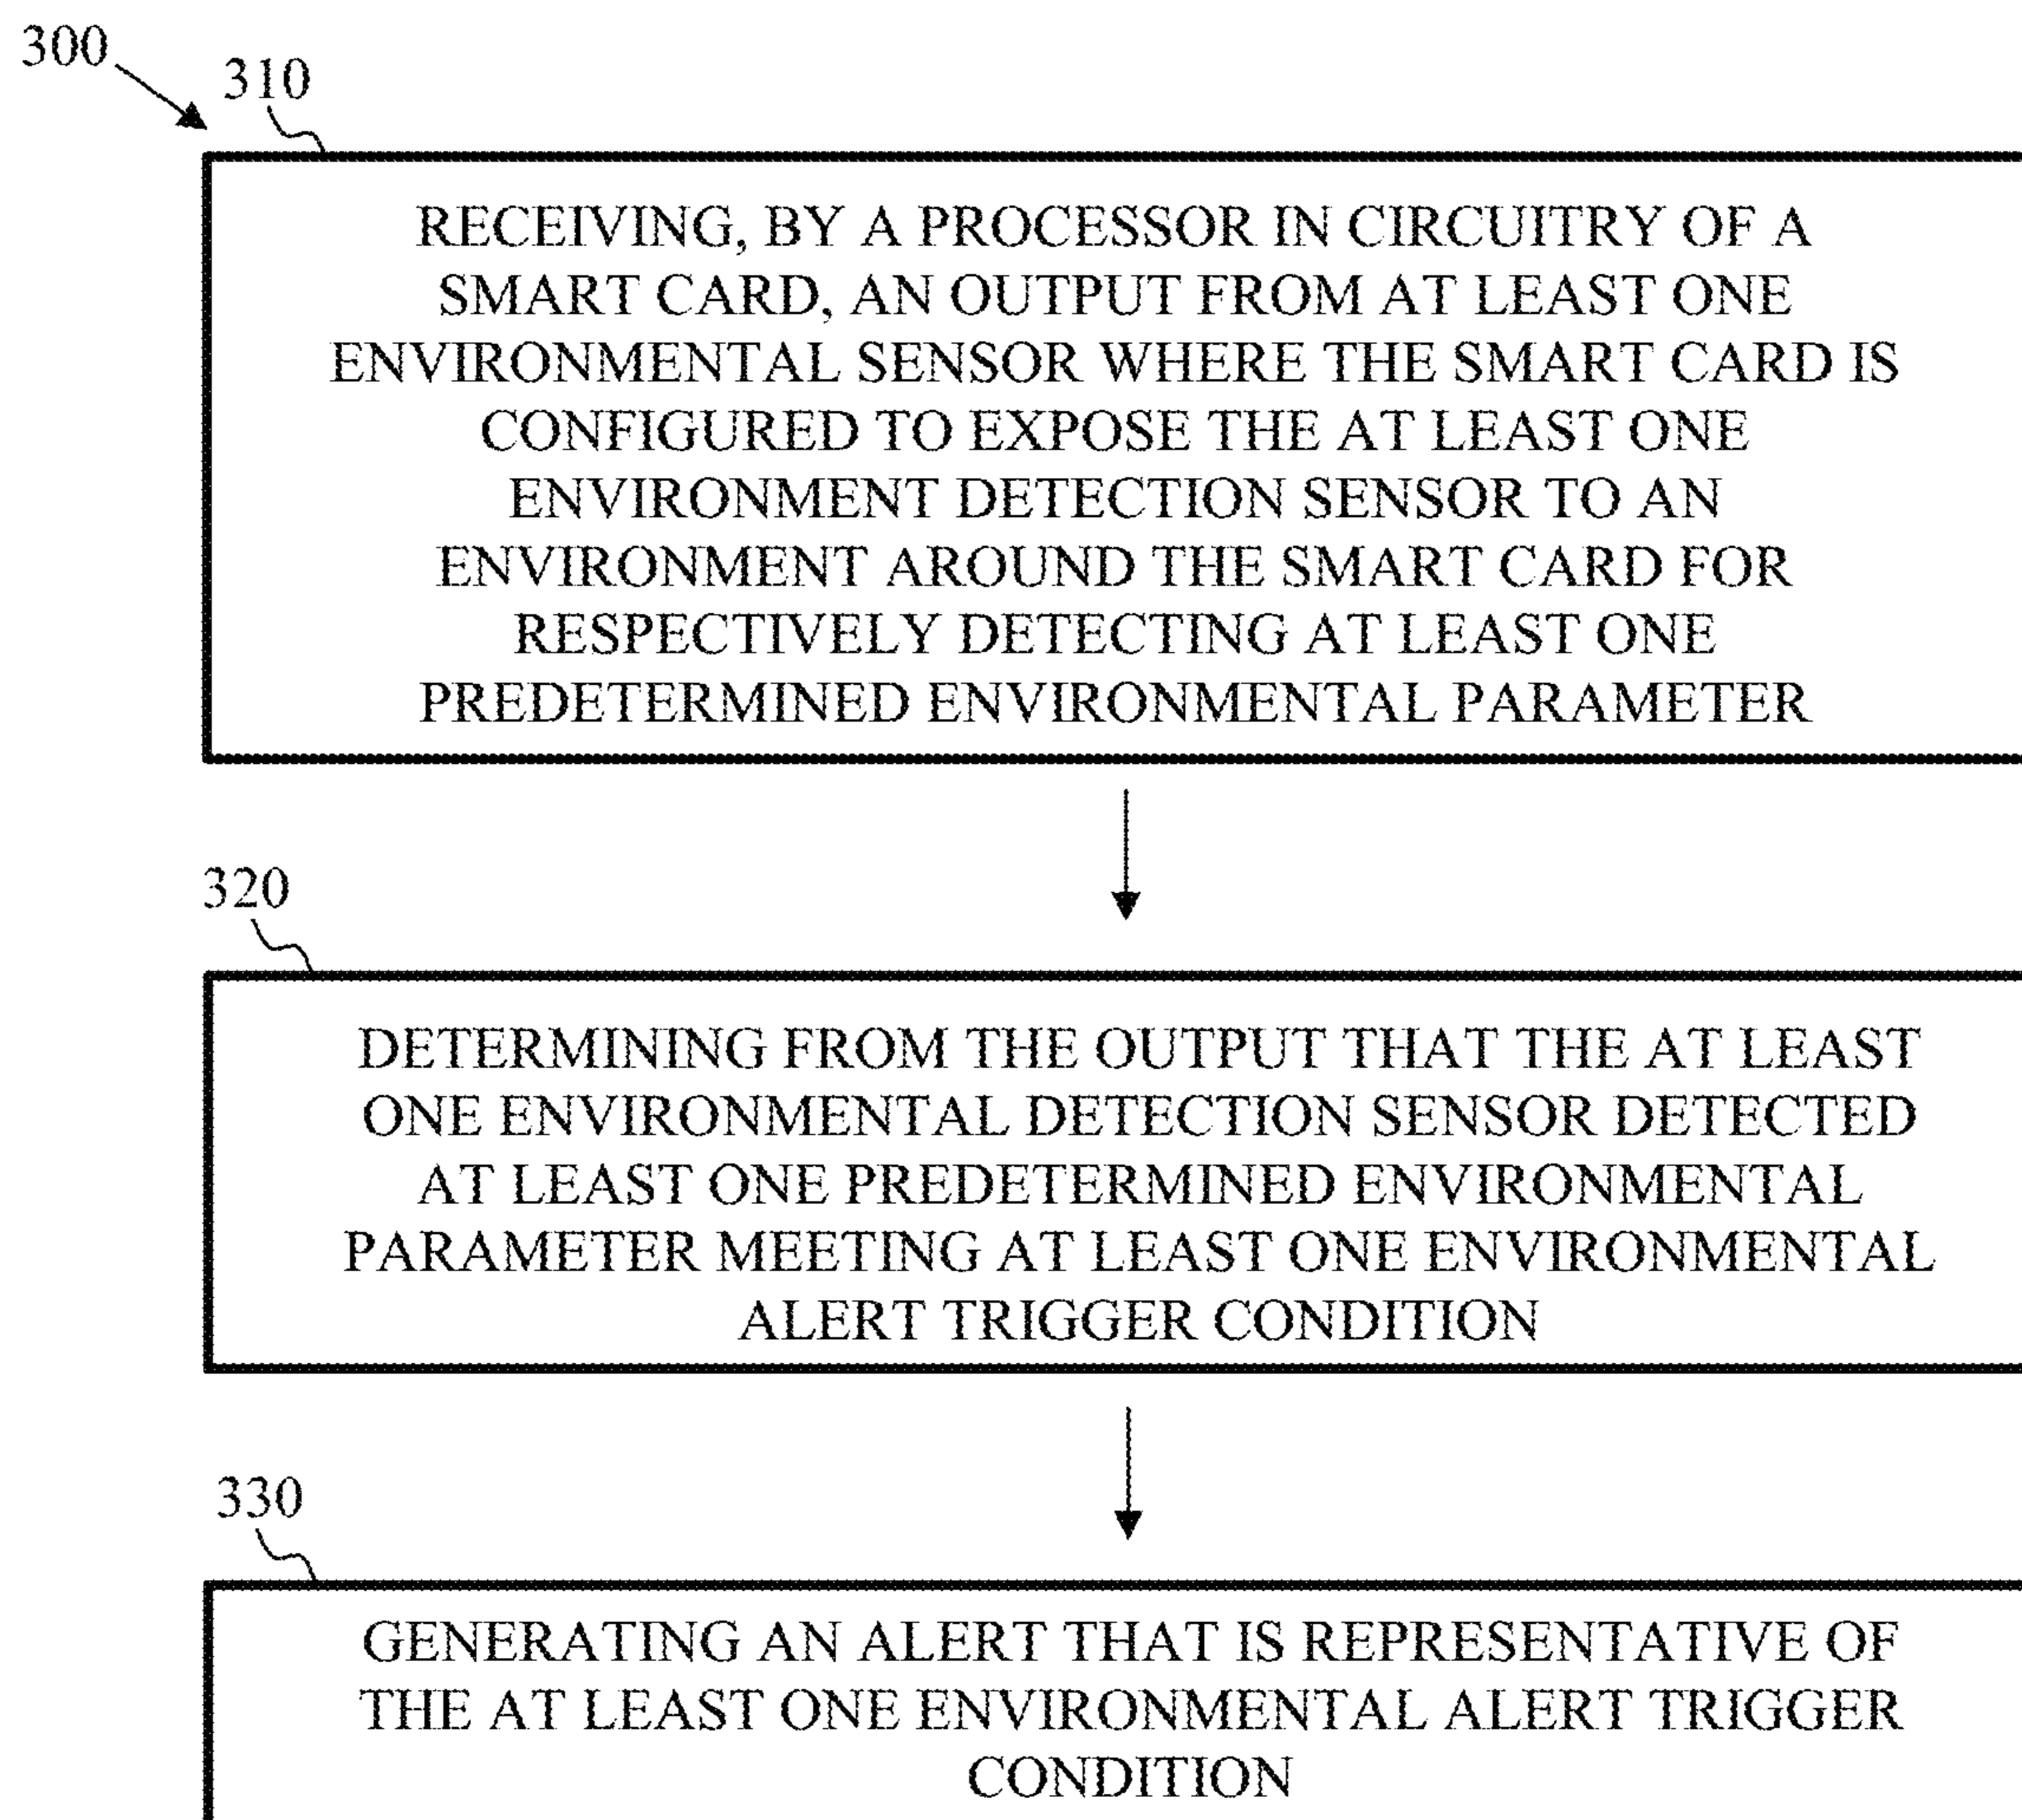 300
310
RECEIVING, BY A PROCESSOR IN CIRCUITRY OF A
SMART CARD, AN OUTPUT FROM AT LEAST ONE
ENVIRONMENTAL SENSOR WHERE THE SMART CARD IS
CONFIGURED TO EXPOSE THE AT LEAST ONE
ENVIRONMENT DETECTION SENSOR TO AN
ENVIRONMENT AROUND THE SMART CARD FOR
RESPECTIVELY DETECTING AT LEAST ONE
PREDETERMINED ENVIRONMENTAL PARAMETER
320
DETERMINING FROM THE OUTPUT THAT THE AT LEAST
ONE ENVIRONMENTAL DETECTION SENSOR DETECTED
AT LEAST ONE PREDETERMINED ENVIRONMENTAL
PARAMETER MEETING AT LEAST ONE ENVIRONMENTAL
ALERT TRIGGER CONDITION
330
GENERATING AN ALERT THAT IS REPRESENTATIVE OF
THE AT LEAST ONE ENVIRONMENTAL ALERT TRIGGER
CONDITION